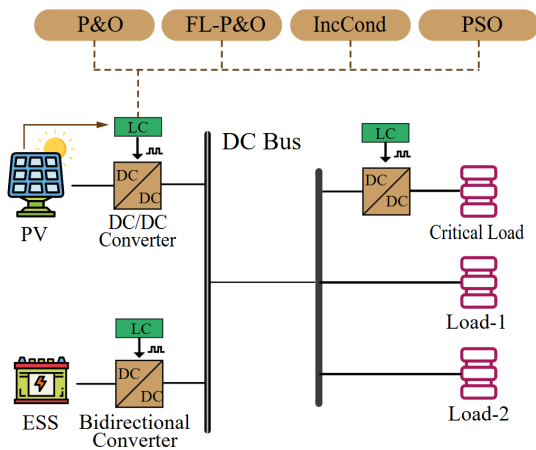 P&O
FL-P&O
IncCond
PSO
LC
DC
DC
PV
DC/DC
Converter
DC Bus
LC
DC
DC
Critical Load
Load-1
LC
DC
DC
ESS
Bidirectional
Converter
Load-2